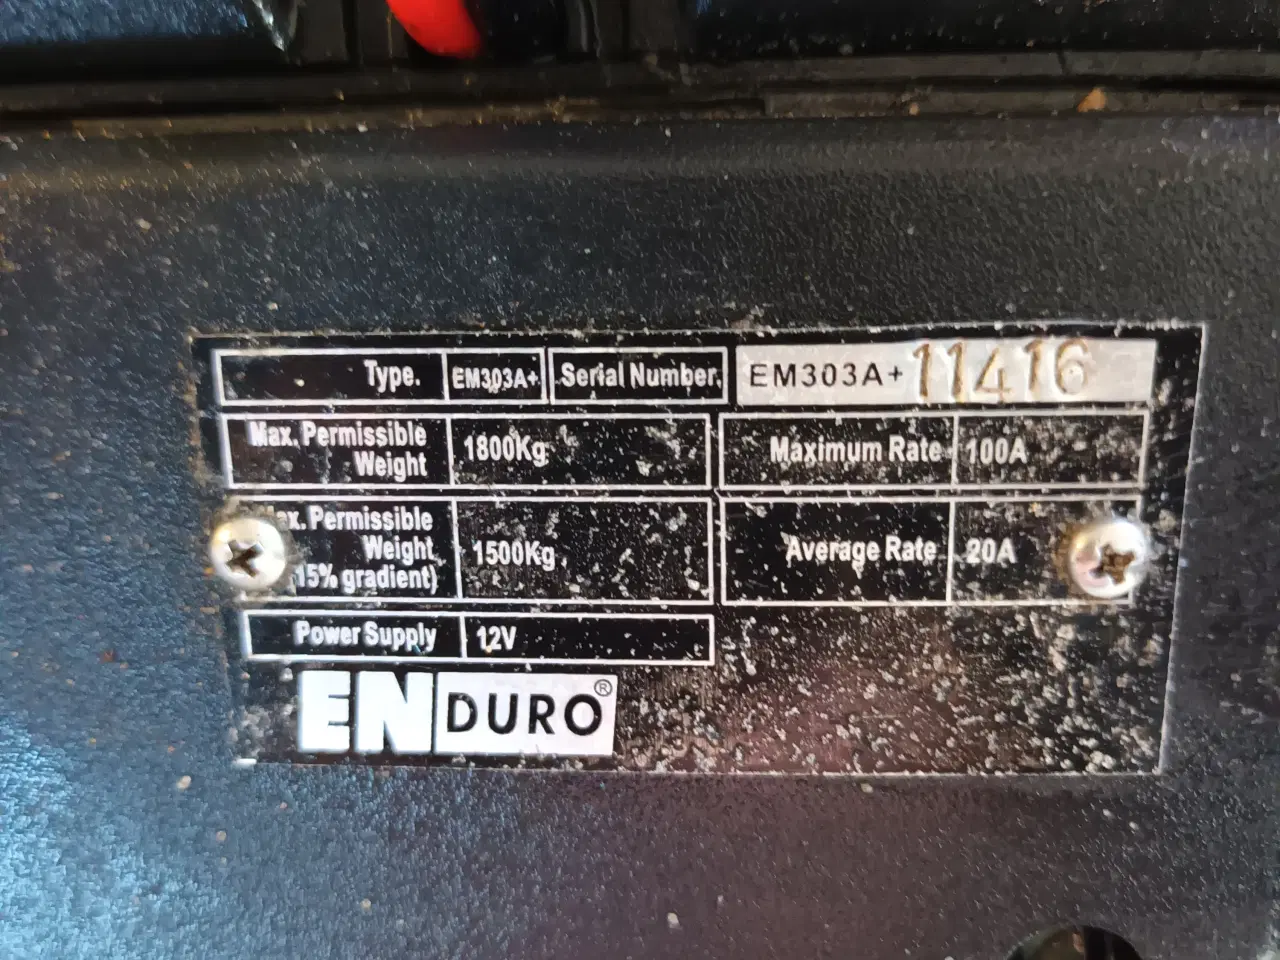 Type. EM303A+ Serial Number. EM303A+ 11416
Max. Permissible
Weight 1800Kg Maximum Rate 100A
Permissible
Weight 1500Kg Average Rate 20A
15% gradient)
Power Supply 12V
ENDURO®